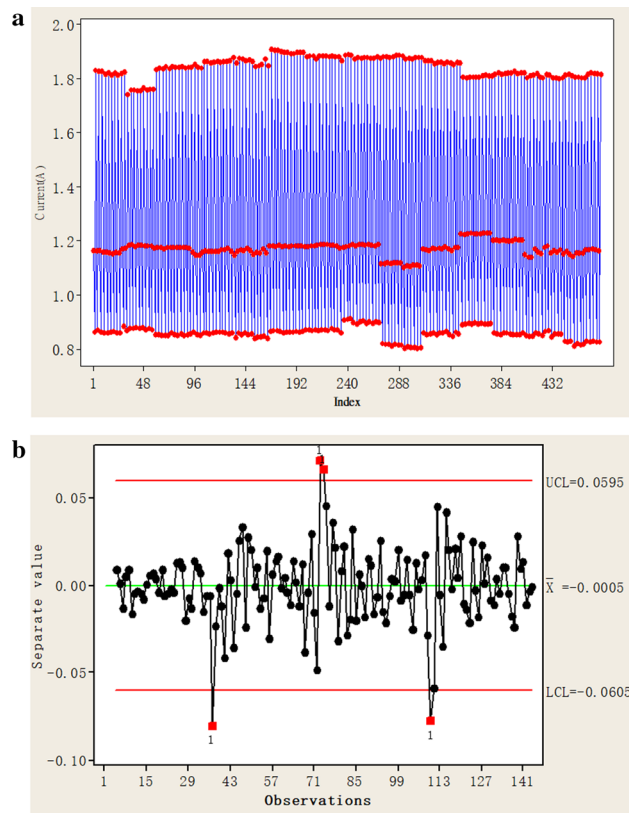 a
2.0
1.8
1.6
1.4
1.2
1.0
0.8
Current(A)
1 48 96 144 192 240 288 336 384 432
Index
b
1
0.05
0.00
-0.05
-0.10
Separate value
UCL=0.0595
X =-0.0005
LCL=-0.0605
1
1
1 15 29 43 57 71 85 99 113 127 141
Observations